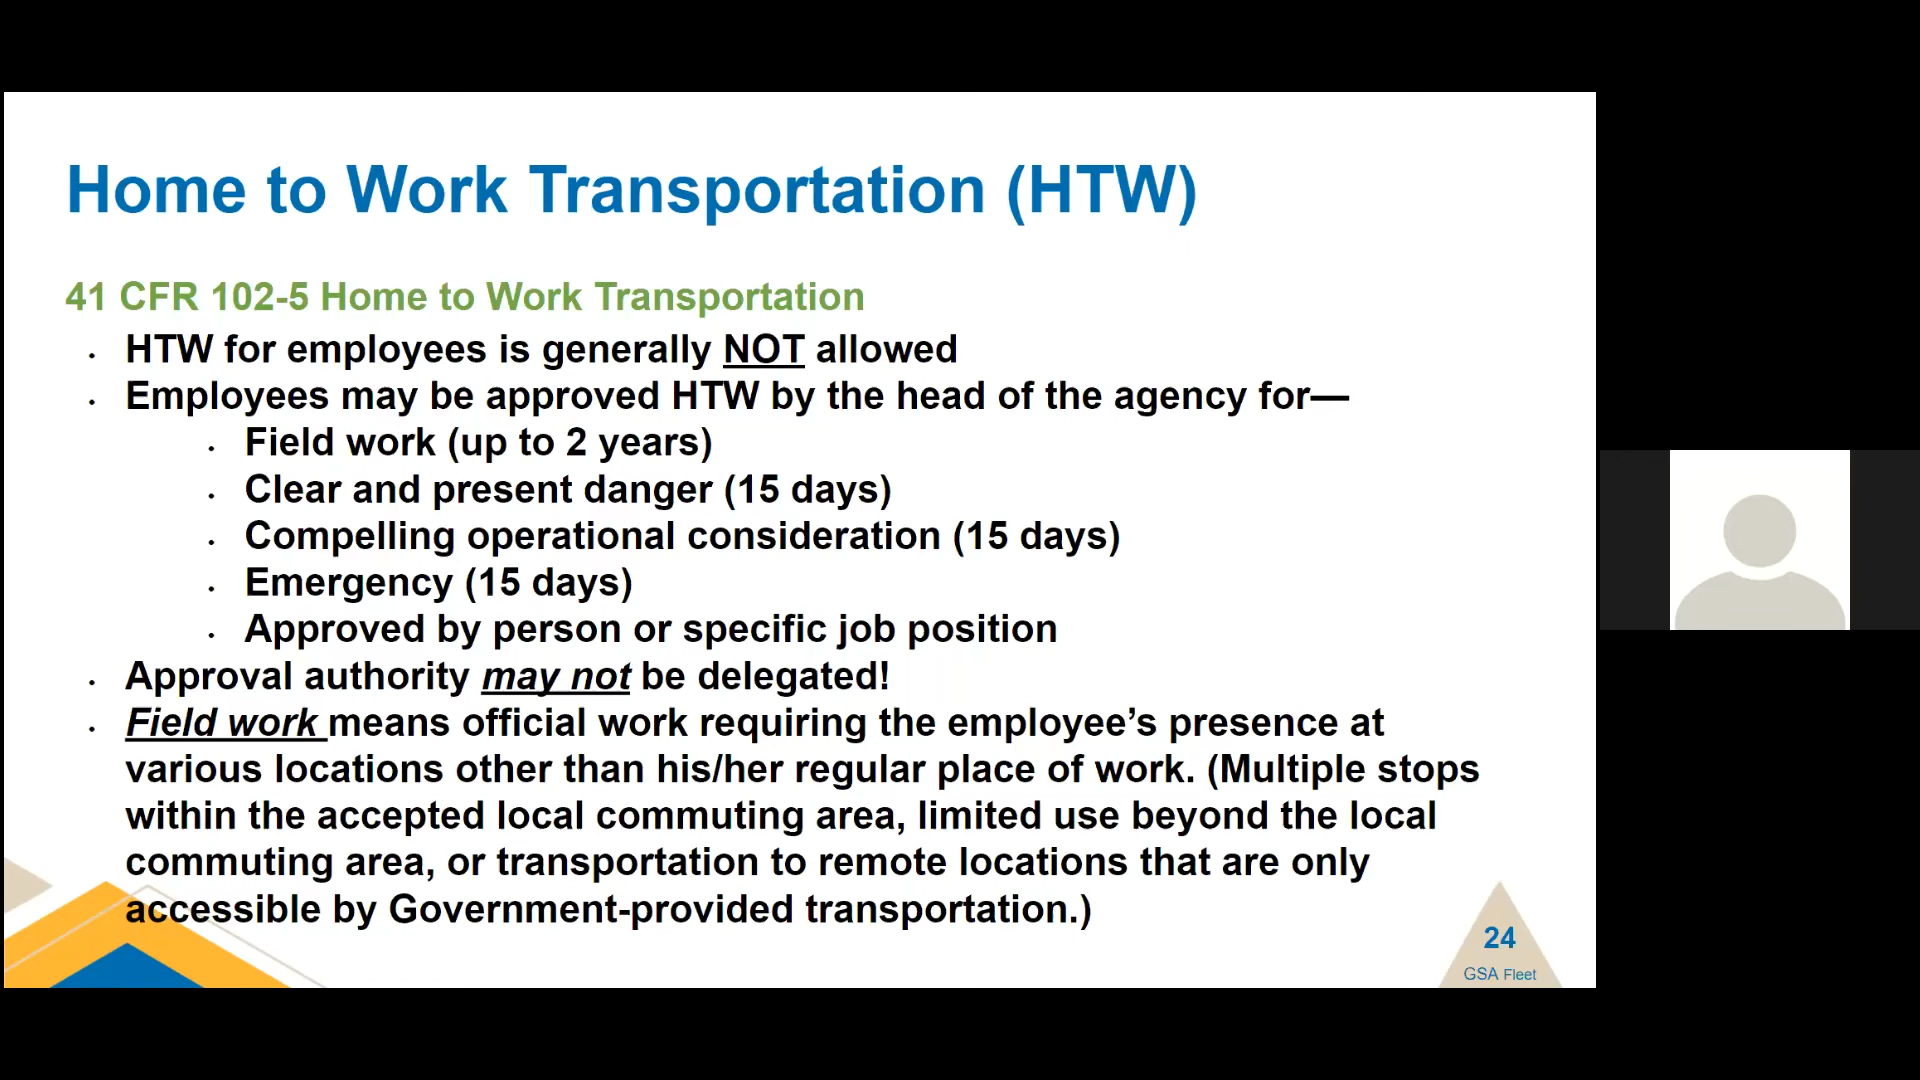 Home to Work Transportation (HTW)
41 CFR 102-5 Home to Work Transportation
• HTW for employees is generally NOT allowed
• Employees may be approved HTW by the head of the agency for—
• Field work (up to 2 years)
• Clear and present danger (15 days)
• Compelling operational consideration (15 days)
• Emergency (15 days)
• Approved by person or specific job position
• Approval authority may not be delegated!
• Field work means official work requiring the employee’s presence at
various locations other than his/her regular place of work. (Multiple stops
within the accepted local commuting area, limited use beyond the local
commuting area, or transportation to remote locations that are only
accessible by Government-provided transportation.)
24
GSA Fleet